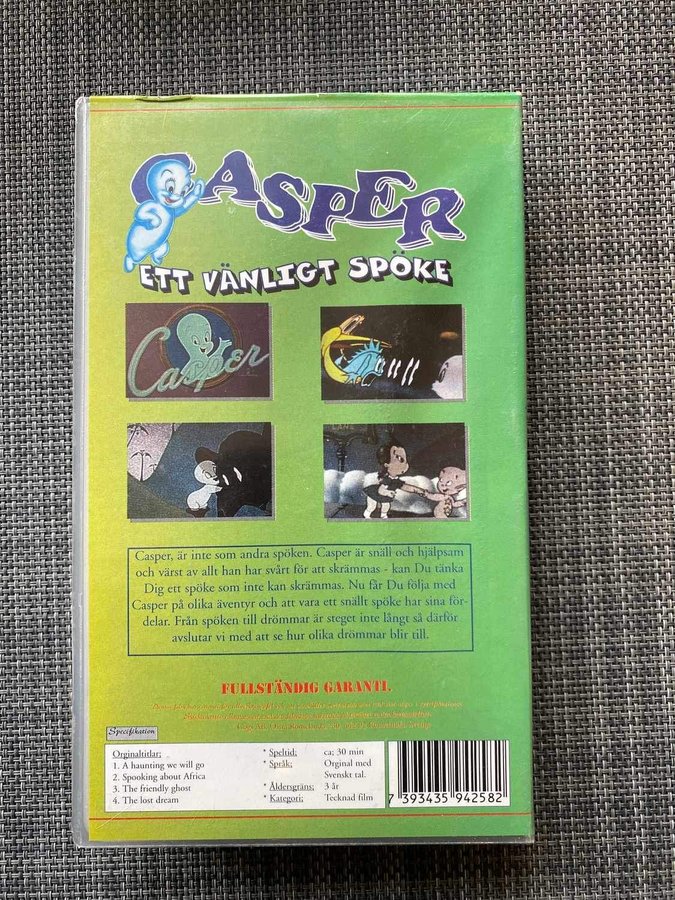 CASPER
ETT VÄNLIGT SPÖKE
Casper
Casper, är inte som andra spöken. Casper är snäll och hjälpsam
och värst av allt han har svårt för att skrämmas - kan Du tänka
Dig ett spöke som inte kan skrämmas. Nu får Du följa med
Casper på olika äventyr och att vara ett snällt spöke har sina för-
delar. Från spöken till drömmar är steget inte långt så därför
avslutar vi med att se hur olika drömmar blir till.
FULLSTÄNDIG GARANTI.
Specifikation
Orginaltitlar:
1. A haunting we will go
2. Spooking about Africa
3. The friendly ghost
4. The lost dream
* Speltid: ca; 30 min
* Språk: Orginal med
Svenskt tal.
* Åldersgräns: 3 år
* Kategori: Tecknad film
7 393435 942582